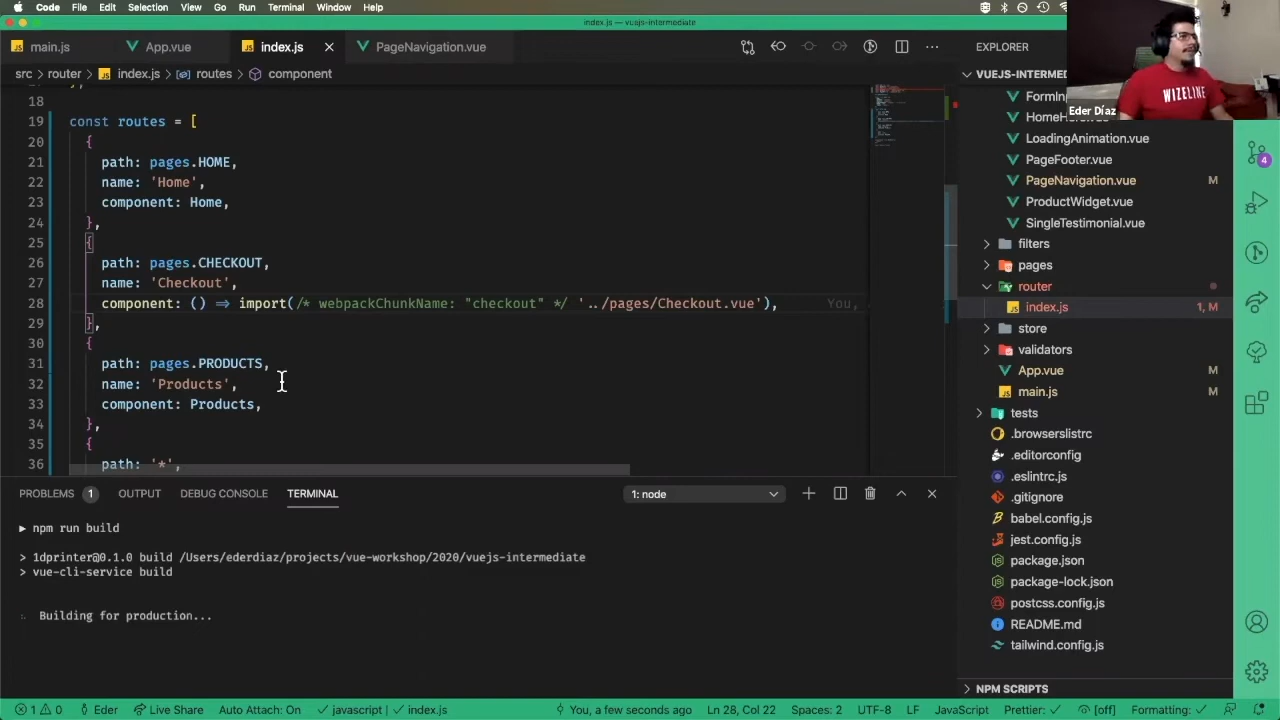 Code File Edit Selection View Go Run Terminal Window Help
index.js — vuejs-intermediate
main.js App.vue index.js PageNavigation.vue
EXPLORER
src › router › index.js › routes › component
VUEJS-INTERMED
18
19 const routes = [
20 {
21 path: pages.HOME,
22 name: 'Home',
23 component: Home,
24 },
25 {
26 path: pages.CHECKOUT,
27 name: 'Checkout',
28 component: () => import(/* webpackChunkName: "checkout" */ '../pages/Checkout.vue'), You,
29 },
30 {
31 path: pages.PRODUCTS,
32 name: 'Products',
33 component: Products,
34 },
35 {
36 path: '*',
PROBLEMS 1 OUTPUT DEBUG CONSOLE TERMINAL
1: node
▶ npm run build
> 1dprinter@0.1.0 build /Users/ederdiaz/projects/vue-workshop/2020/vuejs-intermediate
> vue-cli-service build
Building for production...
WIZELINE
Eder Díaz
FormIn
LoadingAnimation.vue
PageFooter.vue
PageNavigation.vue M
ProductWidget.vue
SingleTestimonial.vue
filters
pages
router
index.js 1, M
store
validators
App.vue M
main.js M
tests
.browserslistrc
.editorconfig
.eslintrc.js
.gitignore
babel.config.js
jest.config.js
package.json
package-lock.json
postcss.config.js
README.md
tailwind.config.js
NPM SCRIPTS
4
1 0 Eder Live Share Auto Attach: On javascript | index.js You, a few seconds ago Ln 28, Col 22 Spaces: 2 UTF-8 LF JavaScript Prettier: [off] Formatting: